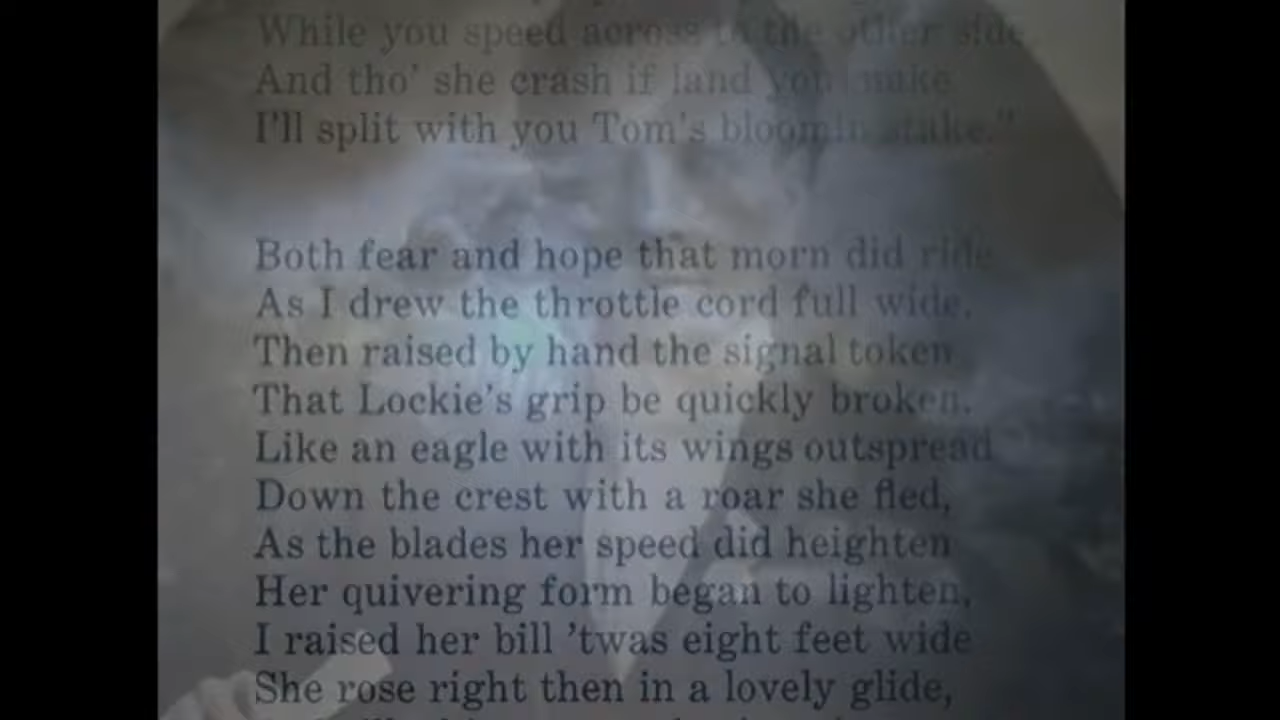 While you speed across to the other side
And tho' she crash if land you make
I'll split with you Tom's bloomin stake."
Both fear and hope that morn did ride
As I drew the throttle cord full wide.
Then raised by hand the signal token
That Lockie's grip be quickly broken.
Like an eagle with its wings outspread
Down the crest with a roar she fled,
As the blades her speed did heighten
Her quivering form began to lighten,
I raised her bill 'twas eight feet wide
She rose right then in a lovely glide,